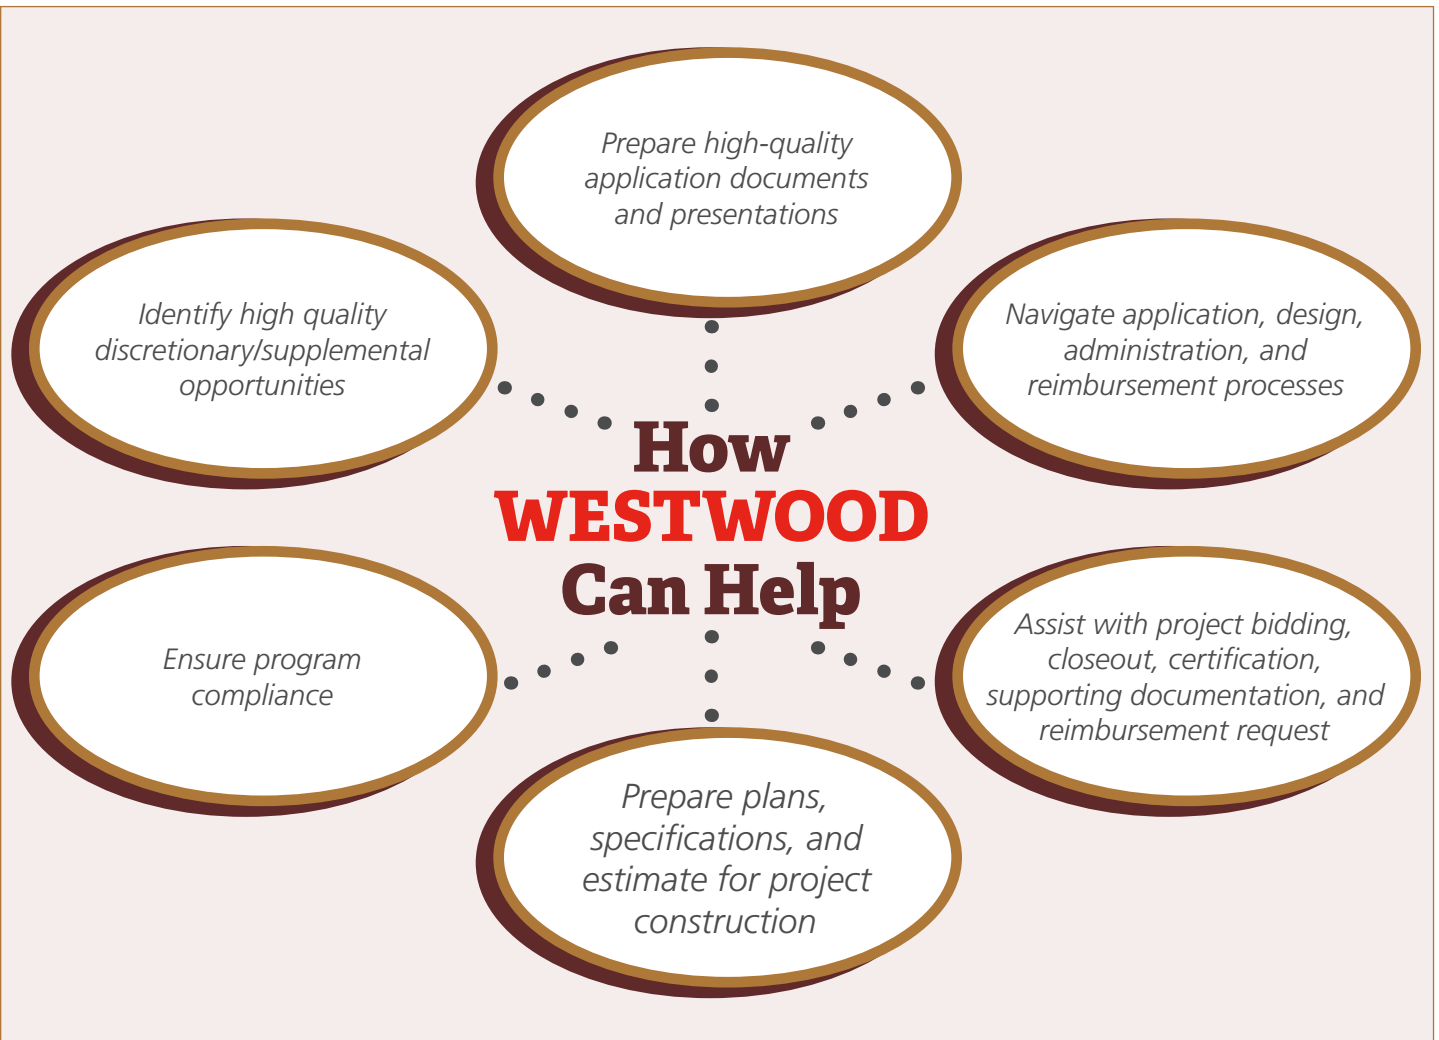 Prepare high-quality
application documents
and presentations
Identify high quality
discretionary/supplemental
opportunities
Navigate application, design,
administration, and
reimbursement processes
How
WESTWOOD
Can Help
Ensure program
compliance
Assist with project bidding,
closeout, certification,
supporting documentation, and
reimbursement request
Prepare plans,
specifications, and
estimate for project
construction